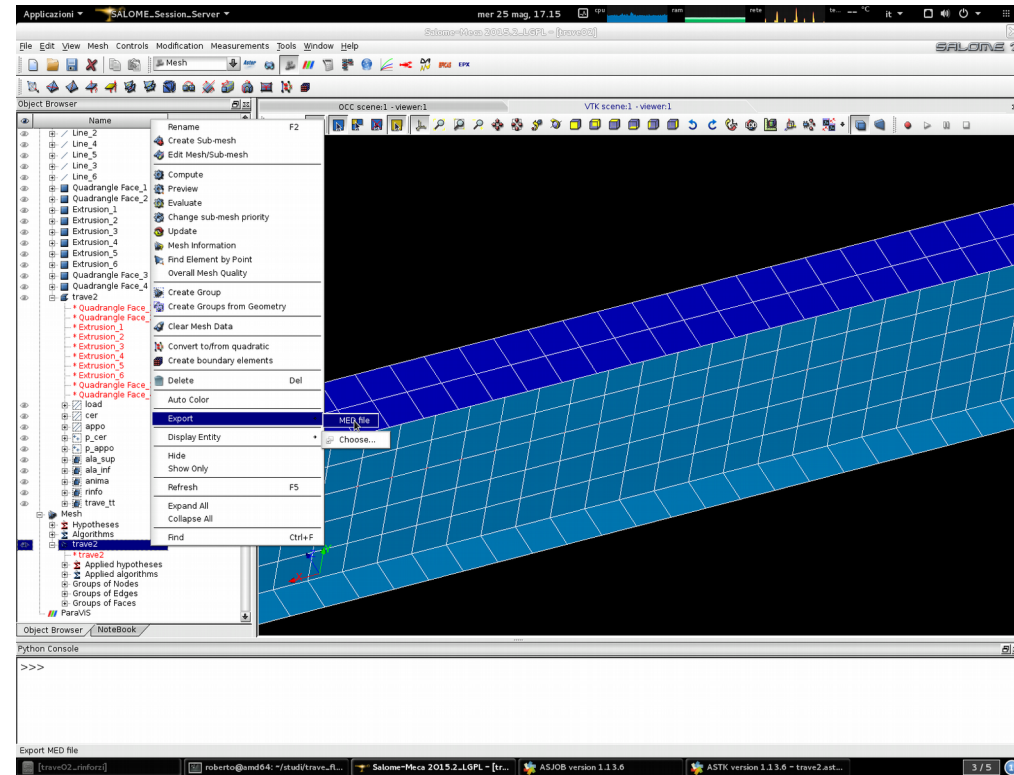 Applicazioni SALOME_Session_Server mer 25 mag, 17.15 cpu ram rete te... -- °C it
Salome-Meca 2015.2_LGPL - [trave02]
File Edit View Mesh Controls Modification Measurements Tools Window Help
SALOME
Mesh EPX
Object Browser
OCC scene:1 - viewer:1 VTK scene:1 - viewer:1
Name
Line_2
Line_4
Line_5
Line_3
Line_6
Quadrangle Face_1
Quadrangle Face_2
Extrusion_1
Extrusion_2
Extrusion_3
Extrusion_4
Extrusion_5
Extrusion_6
Quadrangle Face_3
Quadrangle Face_4
trave2
* Quadrangle Face_
* Quadrangle Face_
* Extrusion_1
* Extrusion_2
* Extrusion_3
* Extrusion_4
* Extrusion_5
* Extrusion_6
* Quadrangle Face_
* Quadrangle Face_
load
cer
appo
p_cer
p_appo
ala_sup
ala_inf
anima
rinfo
trave_tt
Mesh
Hypotheses
Algorithms
trave2
* trave2
Applied hypotheses
Applied algorithms
Groups of Nodes
Groups of Edges
Groups of Faces
ParaViS
Rename F2
Create Sub-mesh
Edit Mesh/Sub-mesh
Compute
Preview
Evaluate
Change sub-mesh priority
Update
Mesh Information
Find Element by Point
Overall Mesh Quality
Create Group
Create Groups from Geometry
Clear Mesh Data
Convert to/from quadratic
Create boundary elements
Delete Del
Auto Color
Export
MED file
Display Entity
Choose...
Hide
Show Only
Refresh F5
Expand All
Collapse All
Find Ctrl+F
Object Browser NoteBook
Python Console
>>>
Export MED file
[trave02_rinforzi] roberto@amd64: ~/studi/trave_fl... Salome-Meca 2015.2_LGPL - [tr... ASJOB version 1.13.6 ASTK version 1.13.6 - trave2.ast... 3 / 5